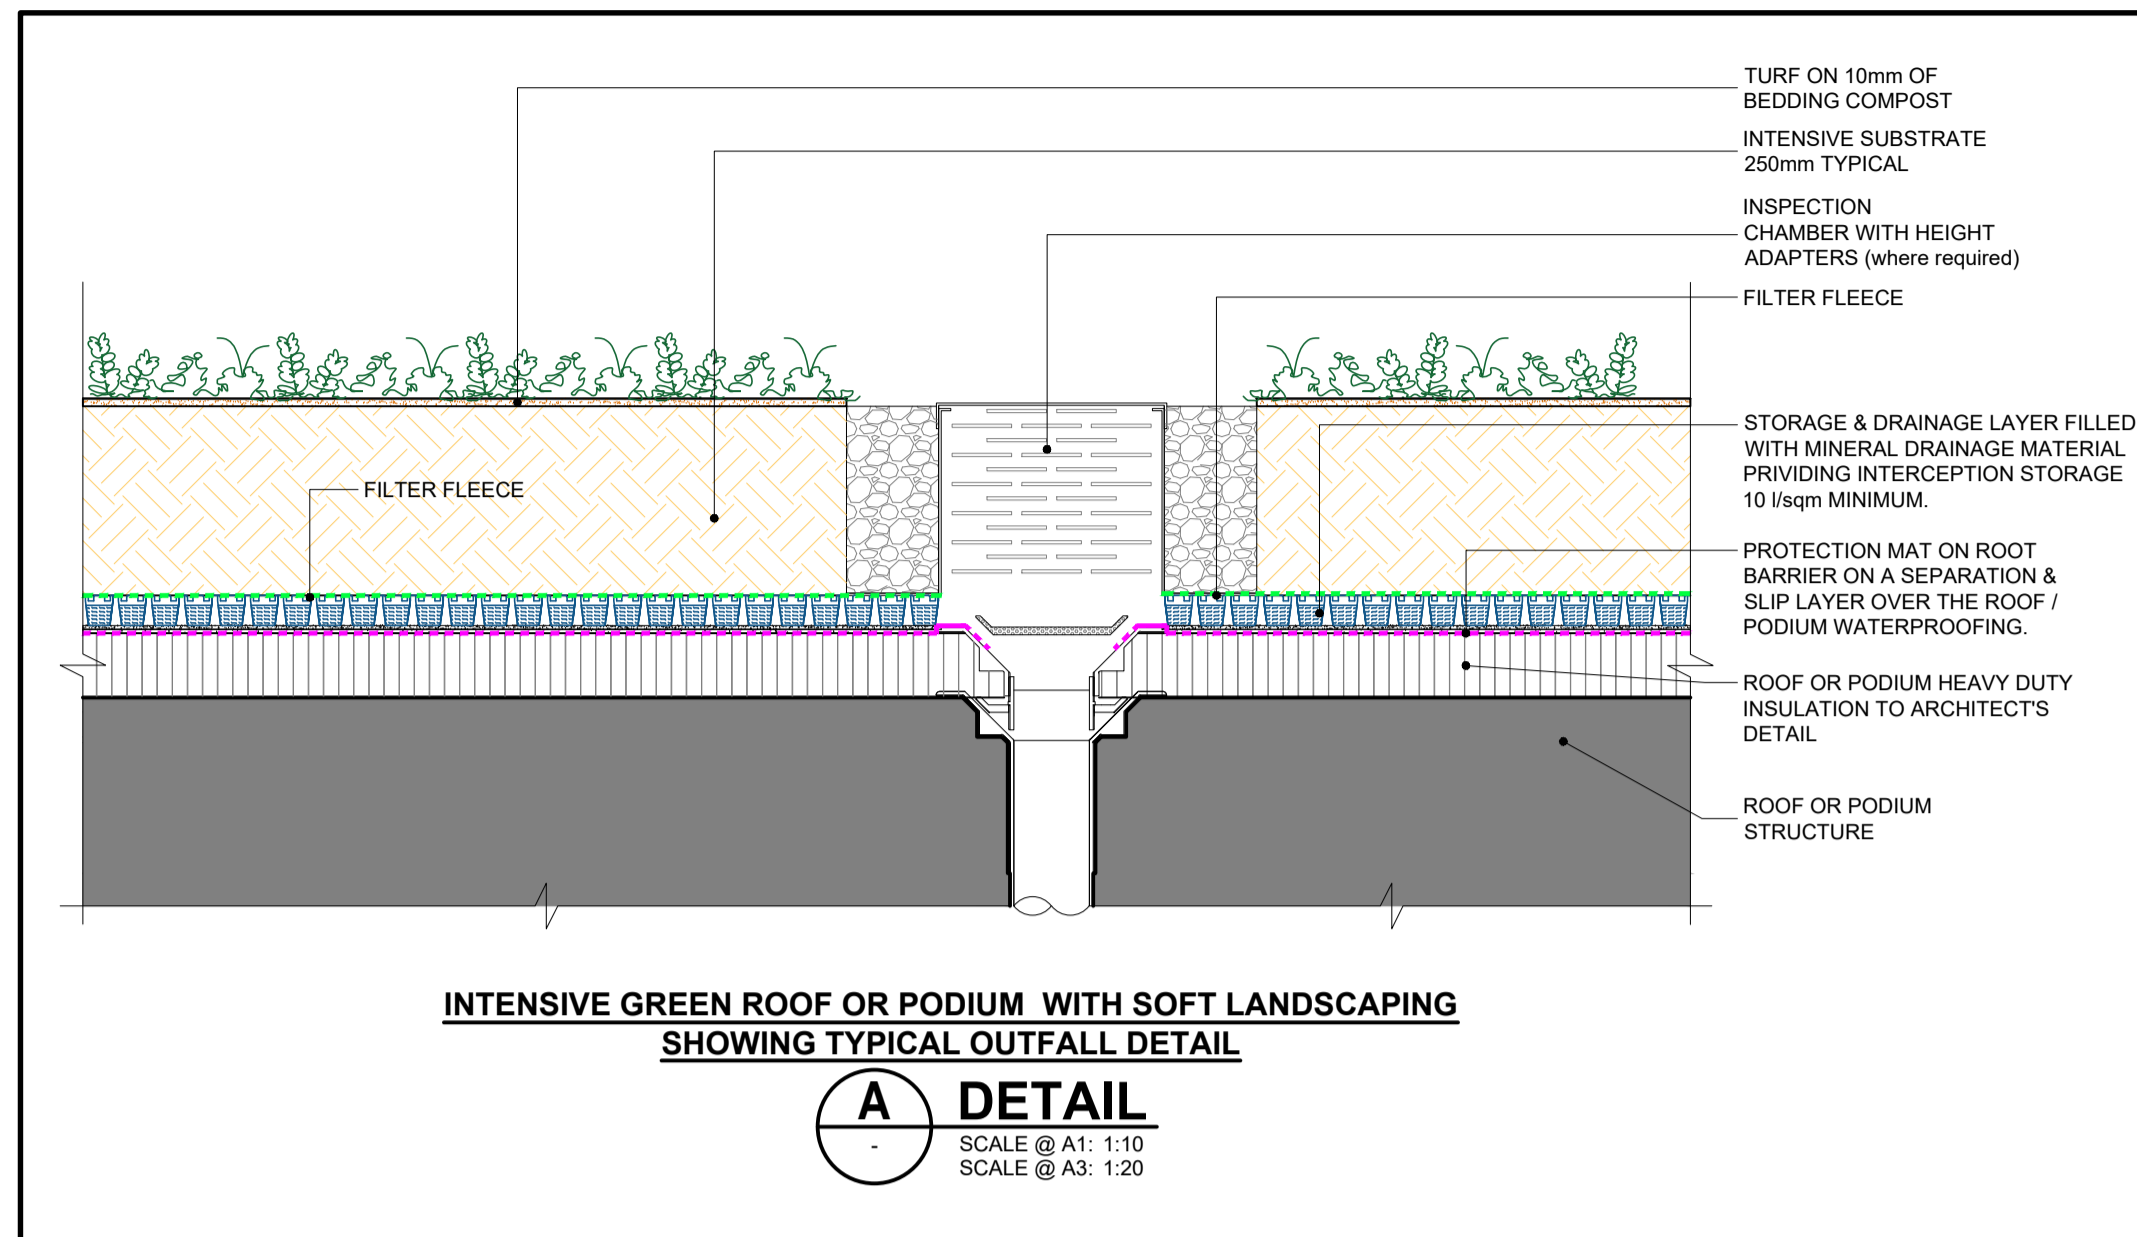 TURF ON 10mm OF
BEDDING COMPOST
INTENSIVE SUBSTRATE
250mm TYPICAL
INSPECTION
CHAMBER WITH HEIGHT
ADAPTERS (where required)
FILTER FLEECE
STORAGE & DRAINAGE LAYER FILLED
WITH MINERAL DRAINAGE MATERIAL
PRIVIDING INTERCEPTION STORAGE
10 l/sqm MINIMUM.
FILTER FLEECE
PROTECTION MAT ON ROOT
BARRIER ON A SEPARATION &
SLIP LAYER OVER THE ROOF /
PODIUM WATERPROOFING.
ROOF OR PODIUM HEAVY DUTY
INSULATION TO ARCHITECT'S
DETAIL
ROOF OR PODIUM
STRUCTURE
INTENSIVE GREEN ROOF OR PODIUM WITH SOFT LANDSCAPING
SHOWING TYPICAL OUTFALL DETAIL
A
-
DETAIL
SCALE @ A1: 1:10
SCALE @ A3: 1:20